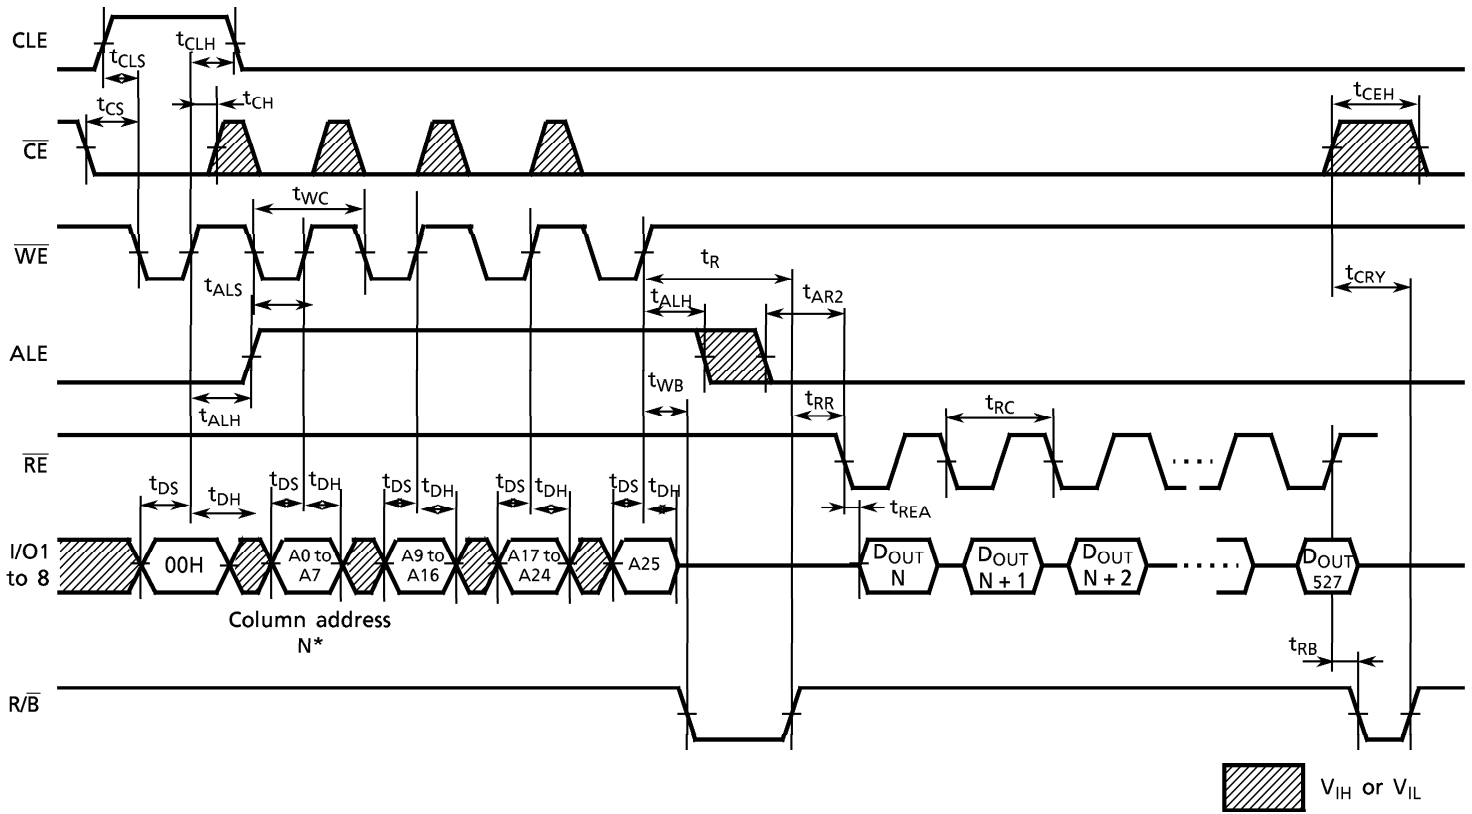 CLE
tCLS
tCLH
tCS
tCH
tCEH
CE
tWC
WE
tALS
tR
tALH
tAR2
tCRY
ALE
tALH
tWB
tRR
tRC
RE
tDS
tDH
tDS
tDH
tDS
tDH
tDS
tDH
tDS
tDH
tREA
I/O1
to 8
00H
A0 to
A7
A9 to
A16
A17 to
A24
A25
DOUT
N
DOUT
N + 1
DOUT
N + 2
DOUT
527
Column address
N*
tRB
R/B
VIH or VIL